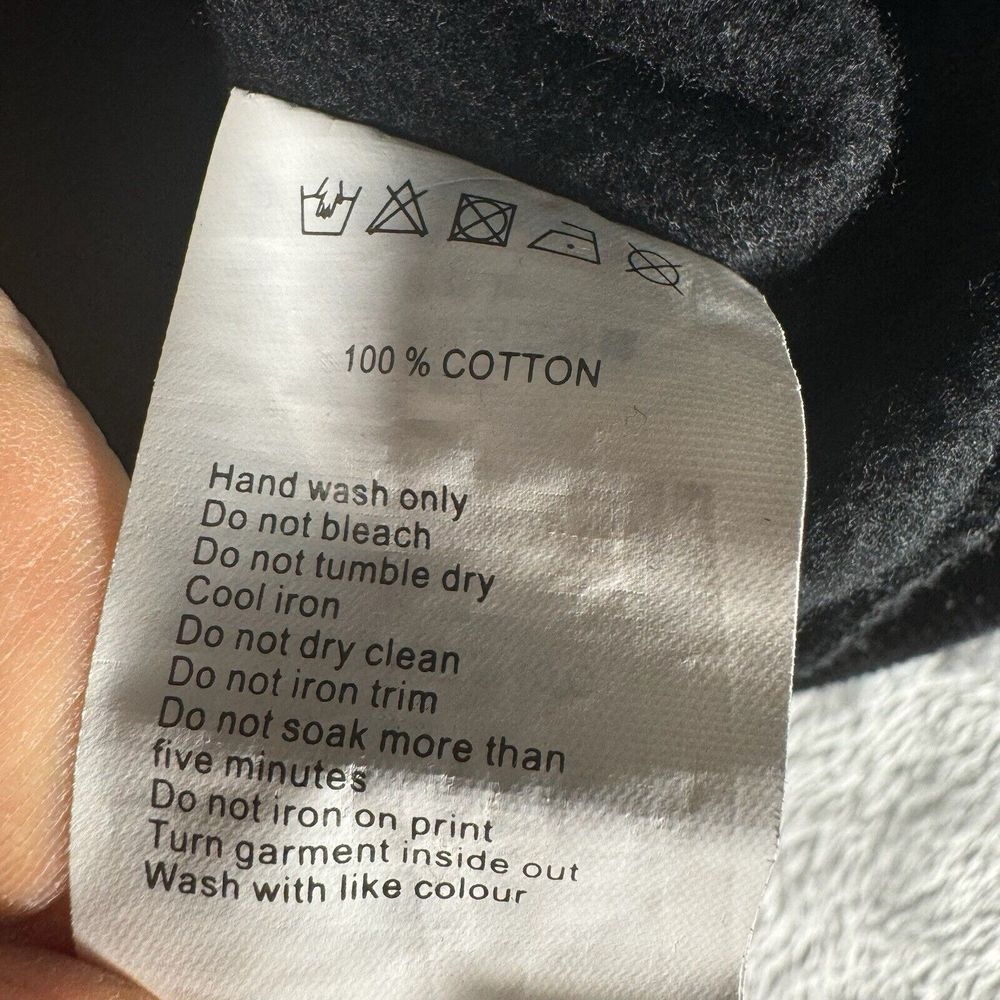 100 % COTTON
Hand wash only
Do not bleach
Do not tumble dry
Cool iron
Do not dry clean
Do not iron trim
Do not soak more than
five minutes
Do not iron on print
Turn garment inside out
Wash with like colour